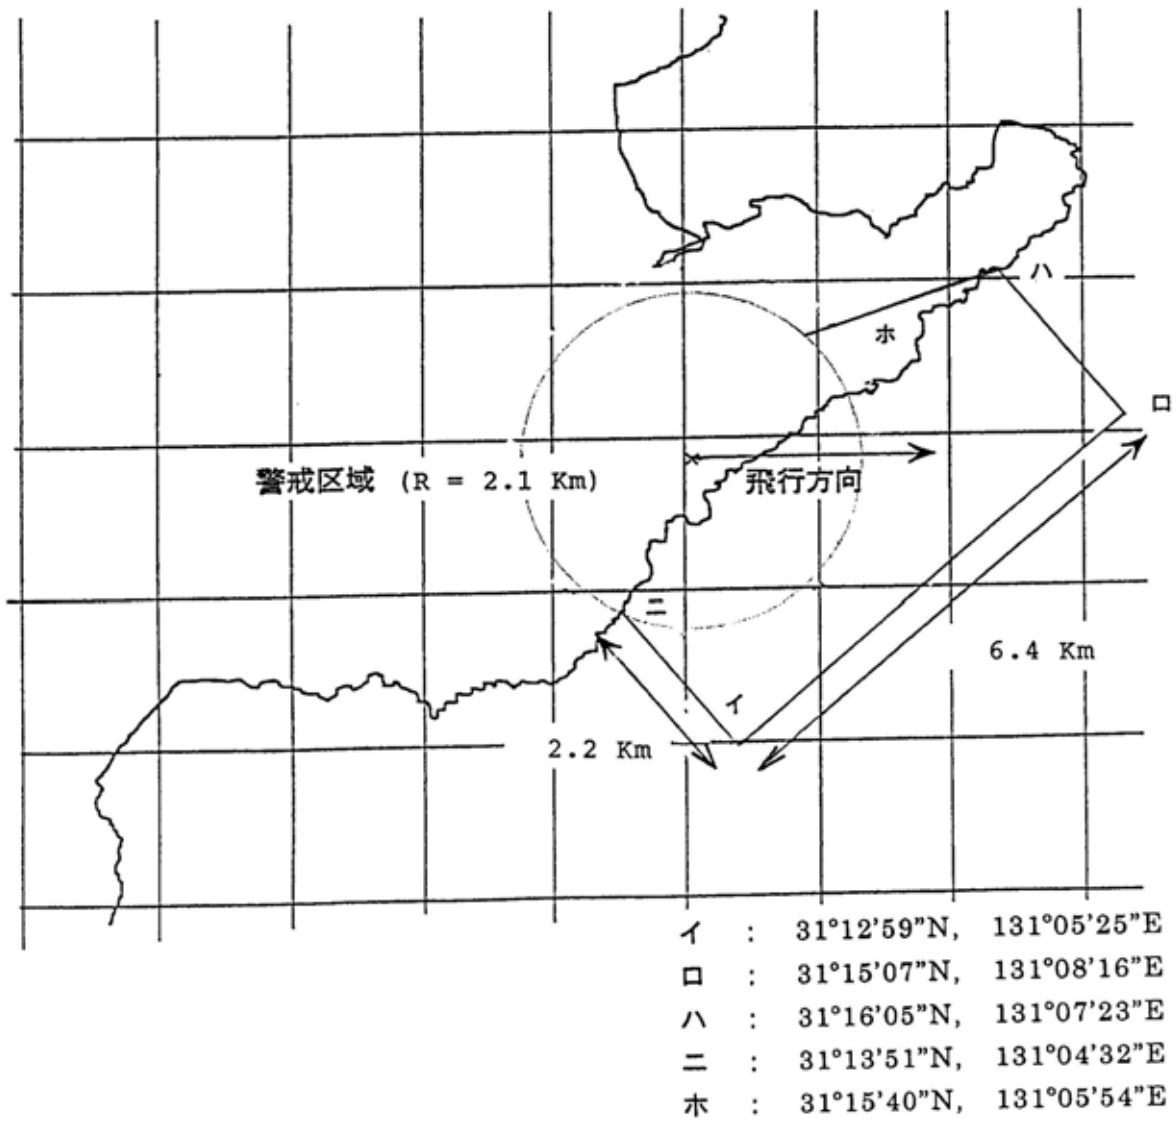 ハ
ホ
ロ
警戒区域 (R = 2.1 Km)
飛行方向
ニ
6.4 Km
イ
2.2 Km
イ : 31°12'59"N, 131°05'25"E
ロ : 31°15'07"N, 131°08'16"E
ハ : 31°16'05"N, 131°07'23"E
ニ : 31°13'51"N, 131°04'32"E
ホ : 31°15'40"N, 131°05'54"E